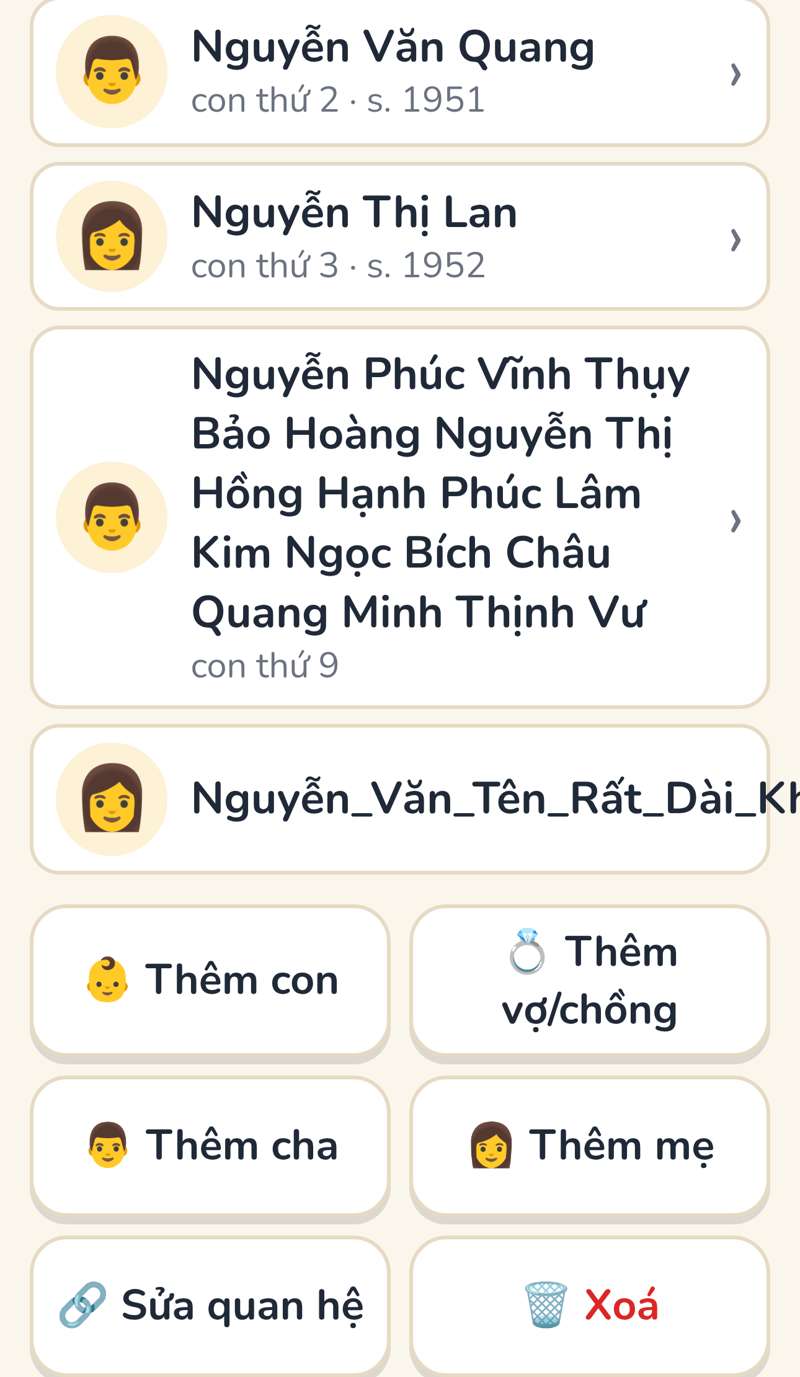 Nguyễn Văn Quang
con thứ 2 · s. 1951
Nguyễn Thị Lan
con thứ 3 · s. 1952
Nguyễn Phúc Vĩnh Thụy
Bảo Hoàng Nguyễn Thị
Hồng Hạnh Phúc Lâm
Kim Ngọc Bích Châu
Quang Minh Thịnh Vư
con thứ 9
Nguyễn_Văn_Tên_Rất_Dài_Kh
Thêm con
Thêm
vợ/chồng
Thêm cha
Thêm mẹ
Sửa quan hệ
Xoá